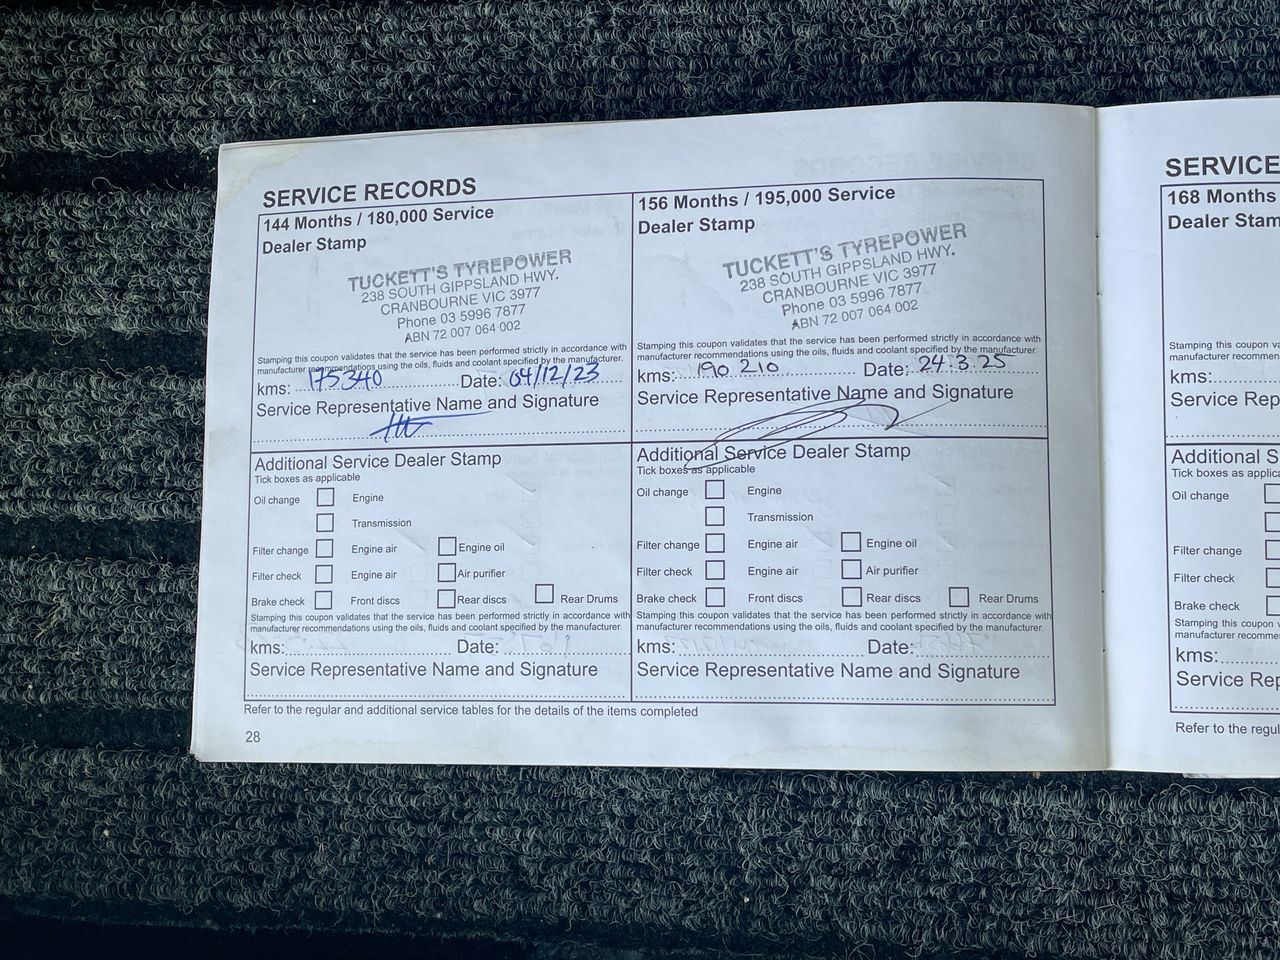 SERVICE RECORDS
144 Months / 180,000 Service
Dealer Stamp
TUCKETT'S TYREPOWER
238 SOUTH GIPPSLAND HWY.
CRANBOURNE VIC 3977
Phone 03 5996 7877
ABN 72 007 064 002
Stamping this coupon validates that the service has been performed strictly in accordance with
manufacturer recommendations using the oils, fluids and coolant specified by the manufacturer.
kms: 175340 Date: 04/12/23
Service Representative Name and Signature
Additional Service Dealer Stamp
Tick boxes as applicable
Oil change Engine
Transmission
Filter change Engine air Engine oil
Filter check Engine air Air purifier
Brake check Front discs Rear discs Rear Drums
Stamping this coupon validates that the service has been performed strictly in accordance with
manufacturer recommendations using the oils, fluids and coolant specified by the manufacturer.
kms: Date:
Service Representative Name and Signature
156 Months / 195,000 Service
Dealer Stamp
TUCKETT'S TYREPOWER
238 SOUTH GIPPSLAND HWY.
CRANBOURNE VIC 3977
Phone 03 5996 7877
ABN 72 007 064 002
Stamping this coupon validates that the service has been performed strictly in accordance with
manufacturer recommendations using the oils, fluids and coolant specified by the manufacturer.
kms: 190 210 Date: 24.3.25
Service Representative Name and Signature
Additional Service Dealer Stamp
Tick boxes as applicable
Oil change Engine
Transmission
Filter change Engine air Engine oil
Filter check Engine air Air purifier
Brake check Front discs Rear discs Rear Drums
Stamping this coupon validates that the service has been performed strictly in accordance with
manufacturer recommendations using the oils, fluids and coolant specified by the manufacturer.
kms: Date:
Service Representative Name and Signature
Refer to the regular and additional service tables for the details of the items completed
28
SERVICE
168 Months
Dealer Stam
Stamping this coupon va
manufacturer recommen
kms:
Service Rep
Additional S
Tick boxes as applica
Oil change
Filter change
Filter check
Brake check
Stamping this coupon v
manufacturer recomme
kms:
Service Rep
Refer to the regul